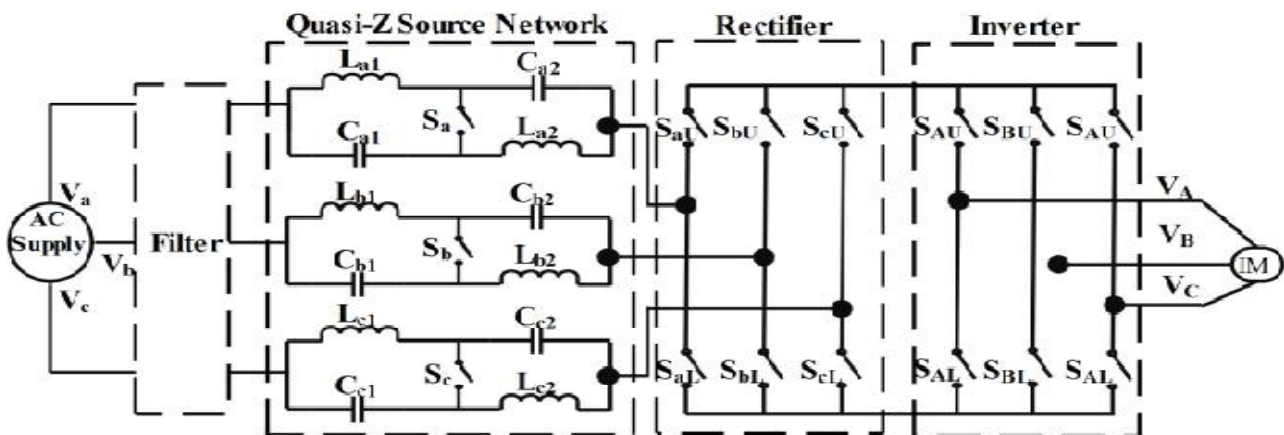 Quasi-Z Source Network
Rectifier
Inverter
La1
Ca2
Sa
Ca1
La2
Lb1
Cb2
Sb
Cb1
Lb2
Lc1
Cc2
Sc
Cc1
Lc2
Va
AC
Supply
Vb
Vc
Filter
SaU
SbU
ScU
SaL
SbL
ScL
SAU
SBU
SAU
SAL
SBL
SAL
VA
VB
VC
IM